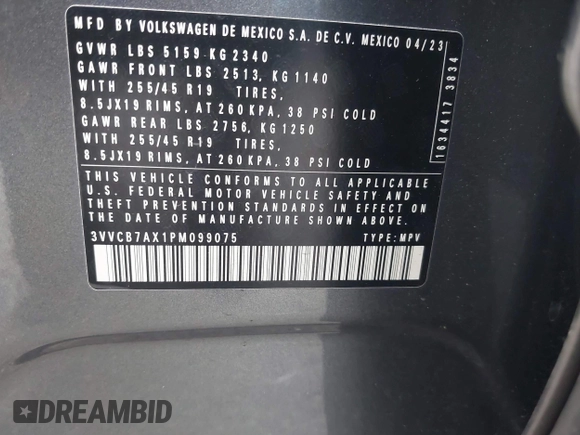 MFD BY VOLKSWAGEN DE MEXICO S.A. DE C.V. MEXICO 04/23
GVWR LBS 5159 KG 2340
GAWR FRONT LBS 2513, KG 1140
WITH 255/45 R19 TIRES,
8.5JX19 RIMS, AT 260 KPA, 38 PSI COLD
GAWR REAR LBS 2756, KG 1250
WITH 255/45 R19 TIRES,
8.5JX19 RIMS, AT 260 KPA, 38 PSI COLD
THIS VEHICLE CONFORMS TO ALL APPLICABLE
U.S. FEDERAL MOTOR VEHICLE SAFETY AND
THEFT PREVENTION STANDARDS IN EFFECT ON
THE DATE OF MANUFACTURE SHOWN ABOVE
3VVCB7AX1PM099075 TYPE: MPV
1634417 3834
DREAMBID